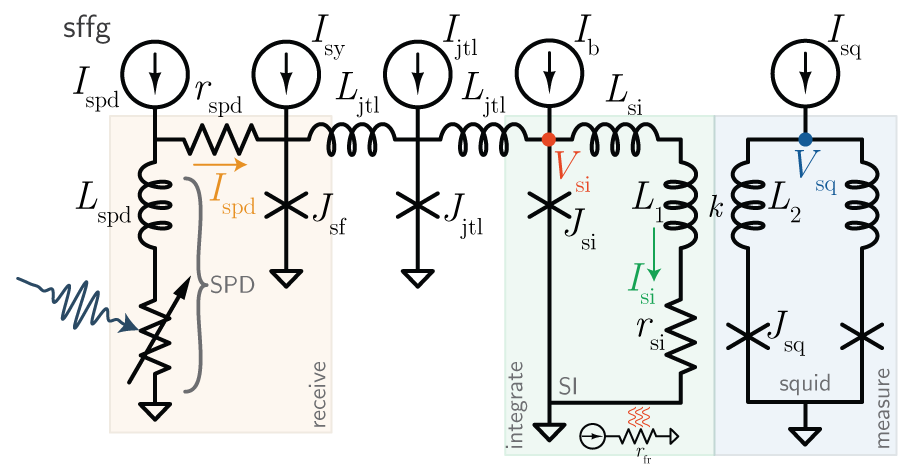 sffg
I_spd
r_spd
I_sy
L_jtl
I_jtl
L_jtl
I_b
L_si
I_sq
L_spd
I_spd
J_sf
J_jtl
V_si
J_si
L_1
k
L_2
V_sq
SPD
I_si
r_si
J_sq
receive
integrate
SI
r_fr
squid
measure